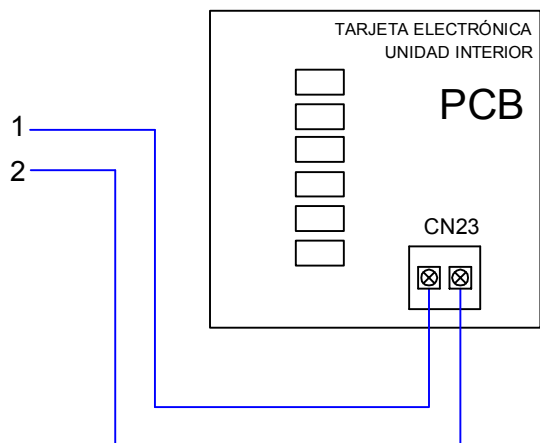 TARJETA ELECTRÓNICA
UNIDAD INTERIOR
PCB
1
2
CN23